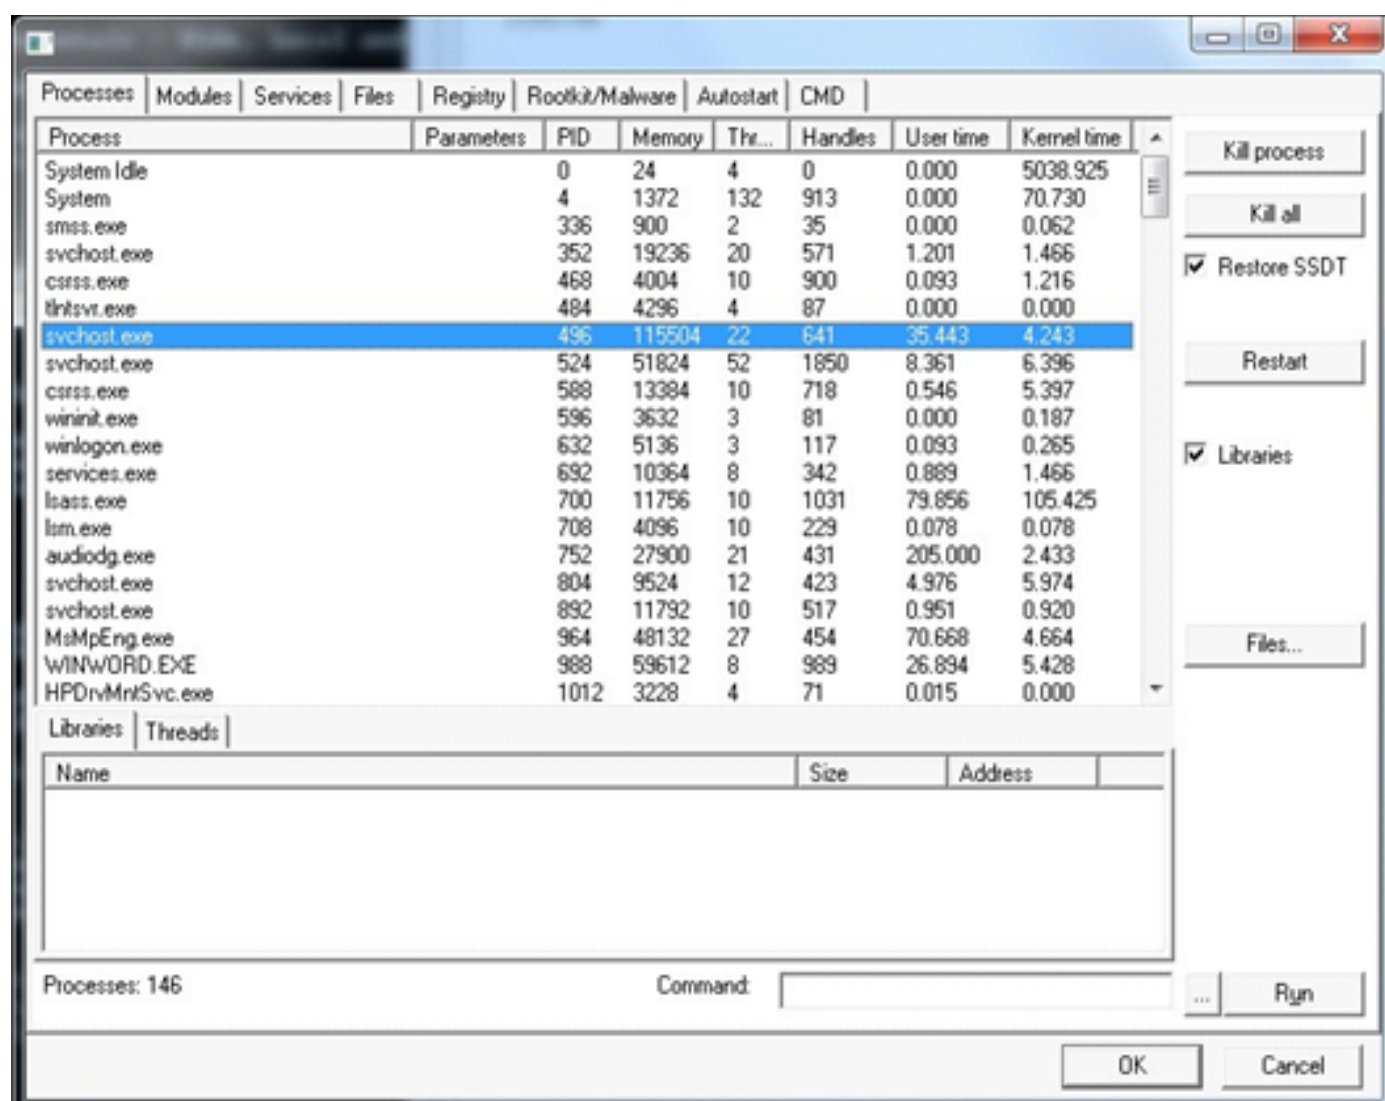 Processes Modules Services Files Registry Rootkit/Malware Autostart CMD
Process Parameters PID Memory Thr... Handles User time Kernel time
System Idle 0 24 4 0 0.000 5038.925
System 4 1372 132 913 0.000 70.730
smss.exe 336 900 2 35 0.000 0.062
svchost.exe 352 19236 20 571 1.201 1.466
csrss.exe 468 4004 10 900 0.093 1.216
tlntsvr.exe 484 4296 4 87 0.000 0.000
svchost.exe 496 115504 22 641 35.443 4.243
svchost.exe 524 51824 52 1850 8.361 6.396
csrss.exe 588 13384 10 718 0.546 5.397
wininit.exe 596 3632 3 81 0.000 0.187
winlogon.exe 632 5136 3 117 0.093 0.265
services.exe 692 10364 8 342 0.889 1.466
lsass.exe 700 11756 10 1031 79.856 105.425
lsm.exe 708 4096 10 229 0.078 0.078
audiodg.exe 752 27900 21 431 205.000 2.433
svchost.exe 804 9524 12 423 4.976 5.974
svchost.exe 892 11792 10 517 0.951 0.920
MsMpEng.exe 964 48132 27 454 70.668 4.664
WINWORD.EXE 988 59612 8 989 26.894 5.428
HPDrvMntSvc.exe 1012 3228 4 71 0.015 0.000
Kill process
Kill all
Restore SSDT
Restart
Libraries
Files...
Libraries Threads
Name Size Address
Processes: 146 Command: ... Run
OK Cancel